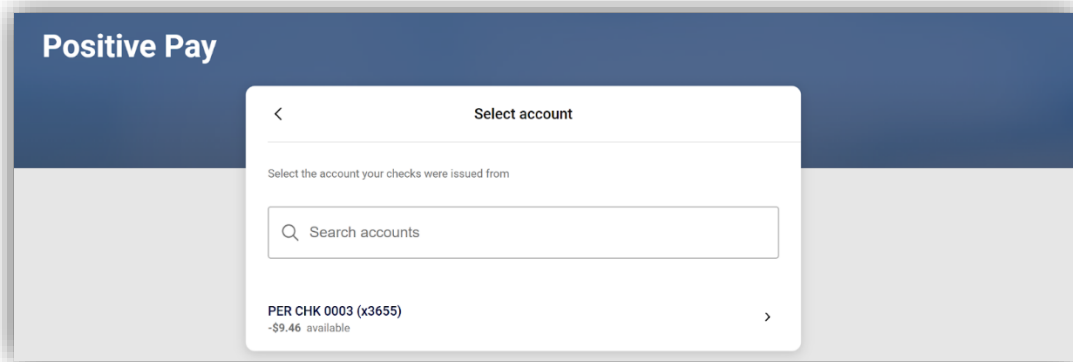 Positive Pay
Select account
Select the account your checks were issued from
Search accounts
PER CHK 0003 (x3655)
-$9.46 available